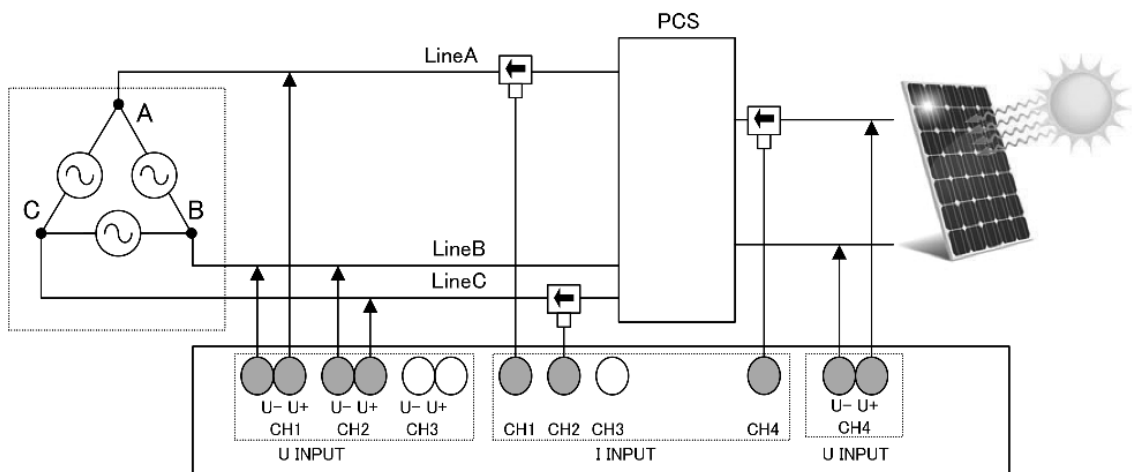 PCS
LineA
A
C
B
LineB
LineC
U- U+ U- U+ U- U+ U- U+
CH1 CH2 CH3 CH1 CH2 CH3 CH4 CH4
U INPUT I INPUT U INPUT